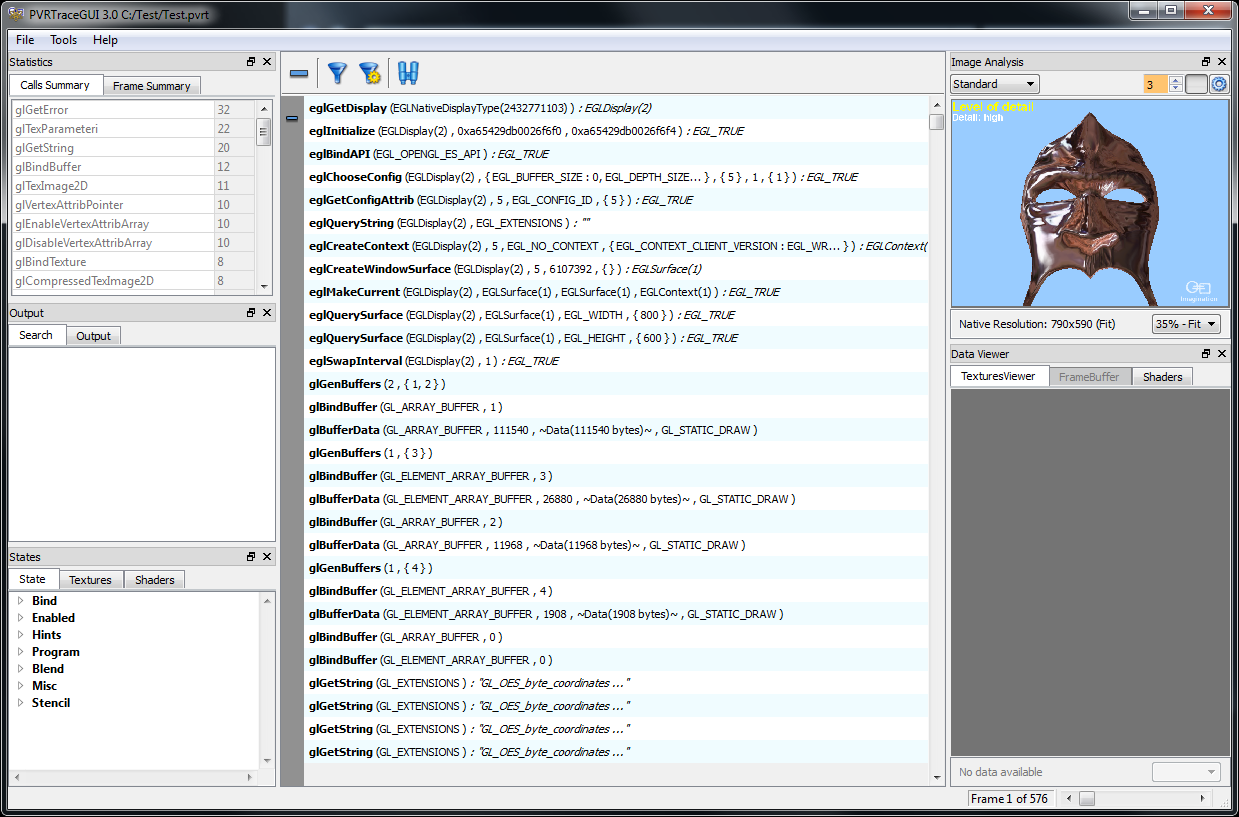 PVRTraceGUI 3.0 C:/Test/Test.pvrt
File Tools Help
Statistics
Calls Summary Frame Summary
glGetError 32
glTexParameteri 22
glGetString 20
glBindBuffer 12
glTexImage2D 11
glVertexAttribPointer 10
glEnableVertexAttribArray 10
glDisableVertexAttribArray 10
glBindTexture 8
glCompressedTexImage2D 8
Output
Search Output
States
State Textures Shaders
Bind
Enabled
Hints
Program
Blend
Misc
Stencil
eglGetDisplay (EGLNativeDisplayType(2432771103) ) : EGLDisplay(2)
eglInitialize (EGLDisplay(2) , 0xa65429db0026f6f0 , 0xa65429db0026f6f4 ) : EGL_TRUE
eglBindAPI (EGL_OPENGL_ES_API ) : EGL_TRUE
eglChooseConfig (EGLDisplay(2) , { EGL_BUFFER_SIZE : 0, EGL_DEPTH_SIZE... } , { 5 } , 1 , { 1 } ) : EGL_TRUE
eglGetConfigAttrib (EGLDisplay(2) , 5 , EGL_CONFIG_ID , { 5 } ) : EGL_TRUE
eglQueryString (EGLDisplay(2) , EGL_EXTENSIONS ) : ""
eglCreateContext (EGLDisplay(2) , 5 , EGL_NO_CONTEXT , { EGL_CONTEXT_CLIENT_VERSION : EGL_WR... } ) : EGLContext(
eglCreateWindowSurface (EGLDisplay(2) , 5 , 6107392 , { } ) : EGLSurface(1)
eglMakeCurrent (EGLDisplay(2) , EGLSurface(1) , EGLSurface(1) , EGLContext(1) ) : EGL_TRUE
eglQuerySurface (EGLDisplay(2) , EGLSurface(1) , EGL_WIDTH , { 800 } ) : EGL_TRUE
eglQuerySurface (EGLDisplay(2) , EGLSurface(1) , EGL_HEIGHT , { 600 } ) : EGL_TRUE
eglSwapInterval (EGLDisplay(2) , 1 ) : EGL_TRUE
glGenBuffers (2 , { 1, 2 } )
glBindBuffer (GL_ARRAY_BUFFER , 1 )
glBufferData (GL_ARRAY_BUFFER , 111540 , ~Data(111540 bytes)~ , GL_STATIC_DRAW )
glGenBuffers (1 , { 3 } )
glBindBuffer (GL_ELEMENT_ARRAY_BUFFER , 3 )
glBufferData (GL_ELEMENT_ARRAY_BUFFER , 26880 , ~Data(26880 bytes)~ , GL_STATIC_DRAW )
glBindBuffer (GL_ARRAY_BUFFER , 2 )
glBufferData (GL_ARRAY_BUFFER , 11968 , ~Data(11968 bytes)~ , GL_STATIC_DRAW )
glGenBuffers (1 , { 4 } )
glBindBuffer (GL_ELEMENT_ARRAY_BUFFER , 4 )
glBufferData (GL_ELEMENT_ARRAY_BUFFER , 1908 , ~Data(1908 bytes)~ , GL_STATIC_DRAW )
glBindBuffer (GL_ARRAY_BUFFER , 0 )
glBindBuffer (GL_ELEMENT_ARRAY_BUFFER , 0 )
glGetString (GL_EXTENSIONS ) : "GL_OES_byte_coordinates ..."
glGetString (GL_EXTENSIONS ) : "GL_OES_byte_coordinates ..."
glGetString (GL_EXTENSIONS ) : "GL_OES_byte_coordinates ..."
glGetString (GL_EXTENSIONS ) : "GL_OES_byte_coordinates ..."
Image Analysis
Standard 3
Level of detail
Detail: high
Imagination
Native Resolution: 790x590 (Fit) 35% - Fit
Data Viewer
TexturesViewer FrameBuffer Shaders
No data available
Frame 1 of 576